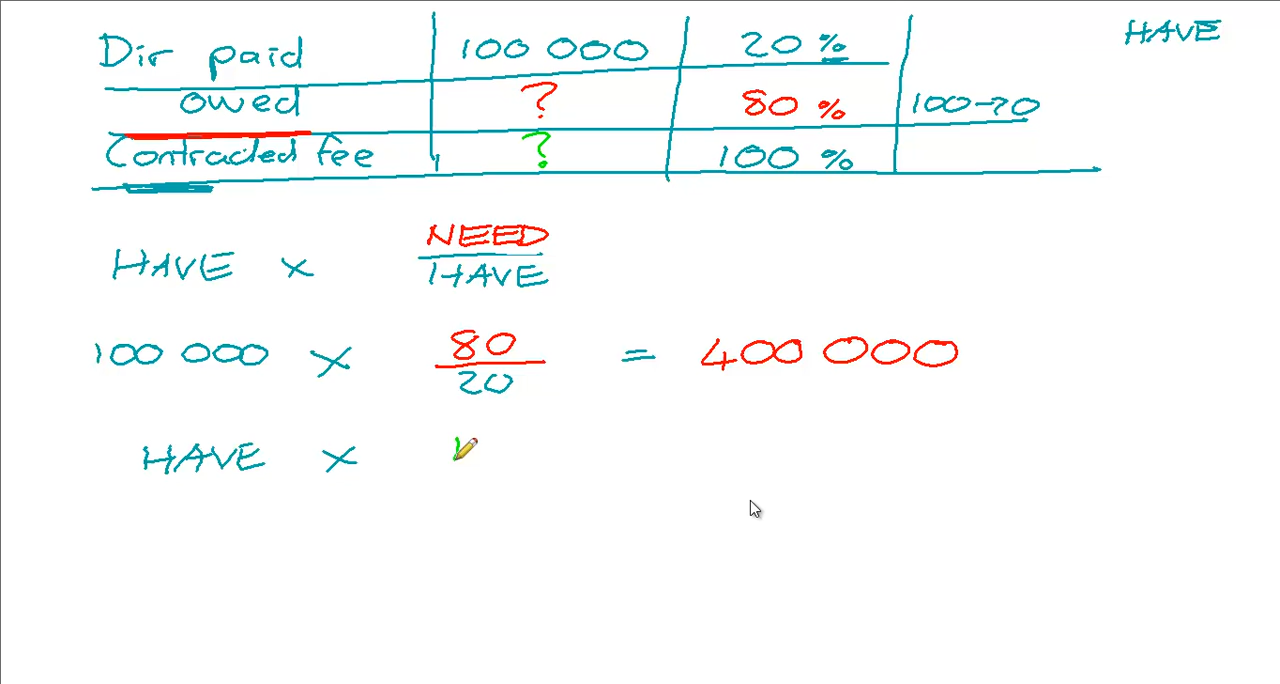 HAVE
Dir paid 100 000 20 %
owed ? 80 % 100-20
Contracted fee ? 100 %
HAVE x NEED
HAVE
100 000 x 80 = 400 000
20
HAVE x